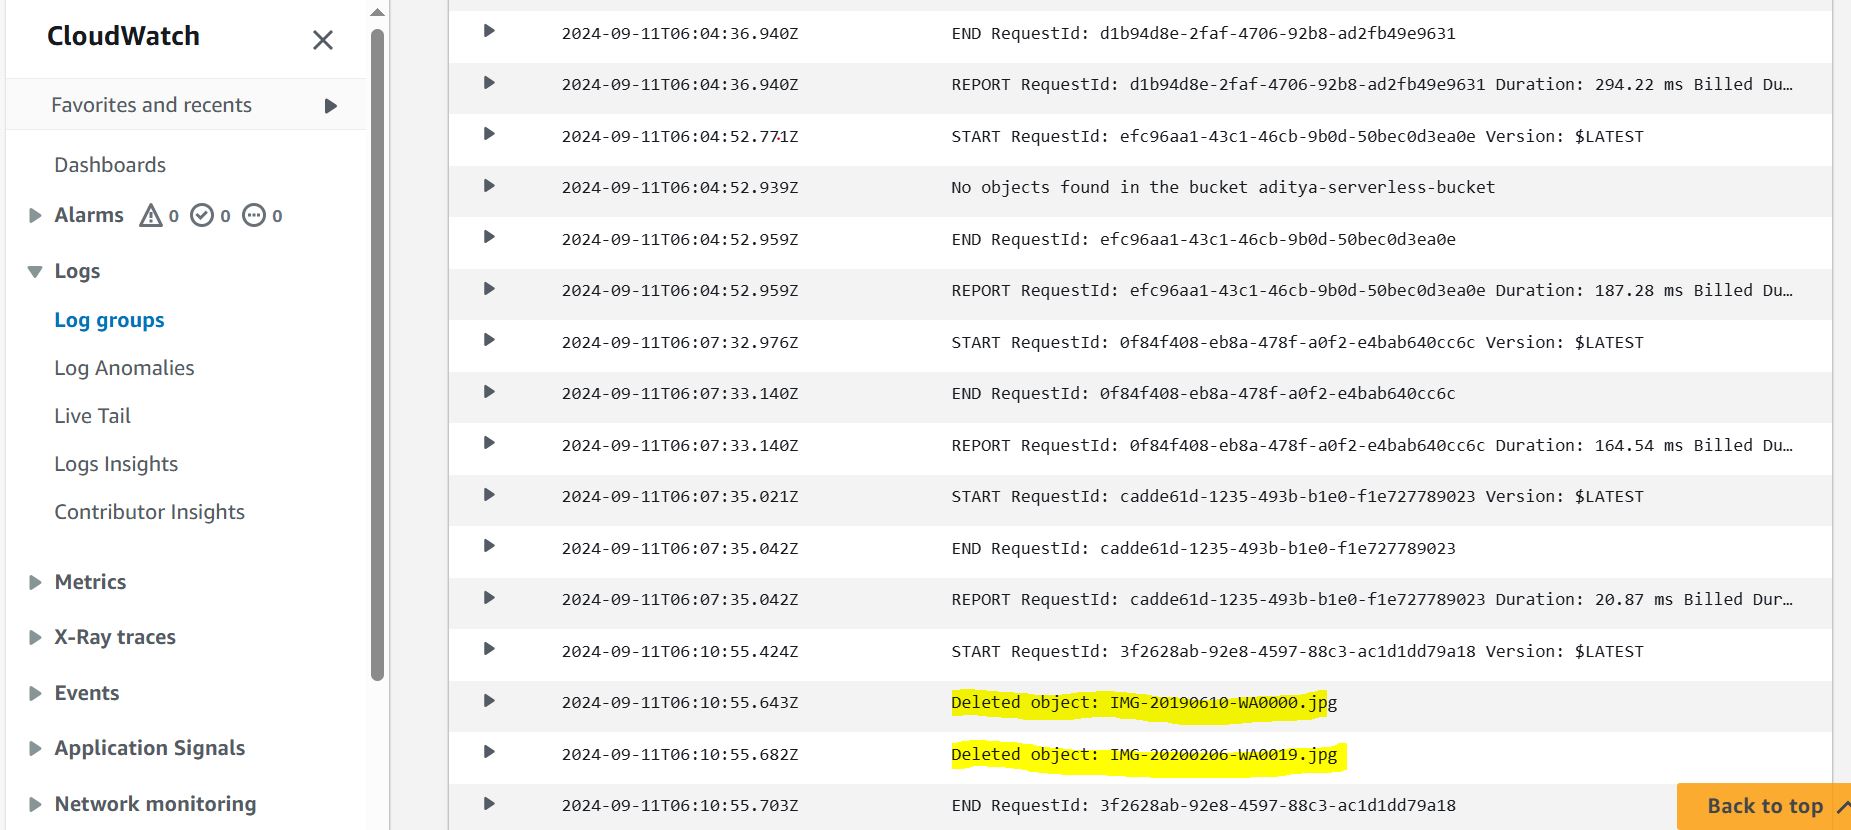 CloudWatch
Favorites and recents
Dashboards
Alarms 0 0 0
Logs
Log groups
Log Anomalies
Live Tail
Logs Insights
Contributor Insights
Metrics
X-Ray traces
Events
Application Signals
Network monitoring
2024-09-11T06:04:36.940Z END RequestId: d1b94d8e-2faf-4706-92b8-ad2fb49e9631
2024-09-11T06:04:36.940Z REPORT RequestId: d1b94d8e-2faf-4706-92b8-ad2fb49e9631 Duration: 294.22 ms Billed Du…
2024-09-11T06:04:52.771Z START RequestId: efc96aa1-43c1-46cb-9b0d-50bec0d3ea0e Version: $LATEST
2024-09-11T06:04:52.939Z No objects found in the bucket aditya-serverless-bucket
2024-09-11T06:04:52.959Z END RequestId: efc96aa1-43c1-46cb-9b0d-50bec0d3ea0e
2024-09-11T06:04:52.959Z REPORT RequestId: efc96aa1-43c1-46cb-9b0d-50bec0d3ea0e Duration: 187.28 ms Billed Du…
2024-09-11T06:07:32.976Z START RequestId: 0f84f408-eb8a-478f-a0f2-e4bab640cc6c Version: $LATEST
2024-09-11T06:07:33.140Z END RequestId: 0f84f408-eb8a-478f-a0f2-e4bab640cc6c
2024-09-11T06:07:33.140Z REPORT RequestId: 0f84f408-eb8a-478f-a0f2-e4bab640cc6c Duration: 164.54 ms Billed Du…
2024-09-11T06:07:35.021Z START RequestId: cadde61d-1235-493b-b1e0-f1e727789023 Version: $LATEST
2024-09-11T06:07:35.042Z END RequestId: cadde61d-1235-493b-b1e0-f1e727789023
2024-09-11T06:07:35.042Z REPORT RequestId: cadde61d-1235-493b-b1e0-f1e727789023 Duration: 20.87 ms Billed Dur…
2024-09-11T06:10:55.424Z START RequestId: 3f2628ab-92e8-4597-88c3-ac1d1dd79a18 Version: $LATEST
2024-09-11T06:10:55.643Z Deleted object: IMG-20190610-WA0000.jpg
2024-09-11T06:10:55.682Z Deleted object: IMG-20200206-WA0019.jpg
2024-09-11T06:10:55.703Z END RequestId: 3f2628ab-92e8-4597-88c3-ac1d1dd79a18
Back to top